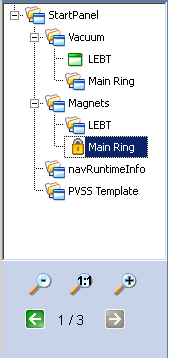 StartPanel
Vacuum
LEBT
Main Ring
Magnets
LEBT
Main Ring
navRuntimeInfo
PVSS Template
1:1
1 / 3